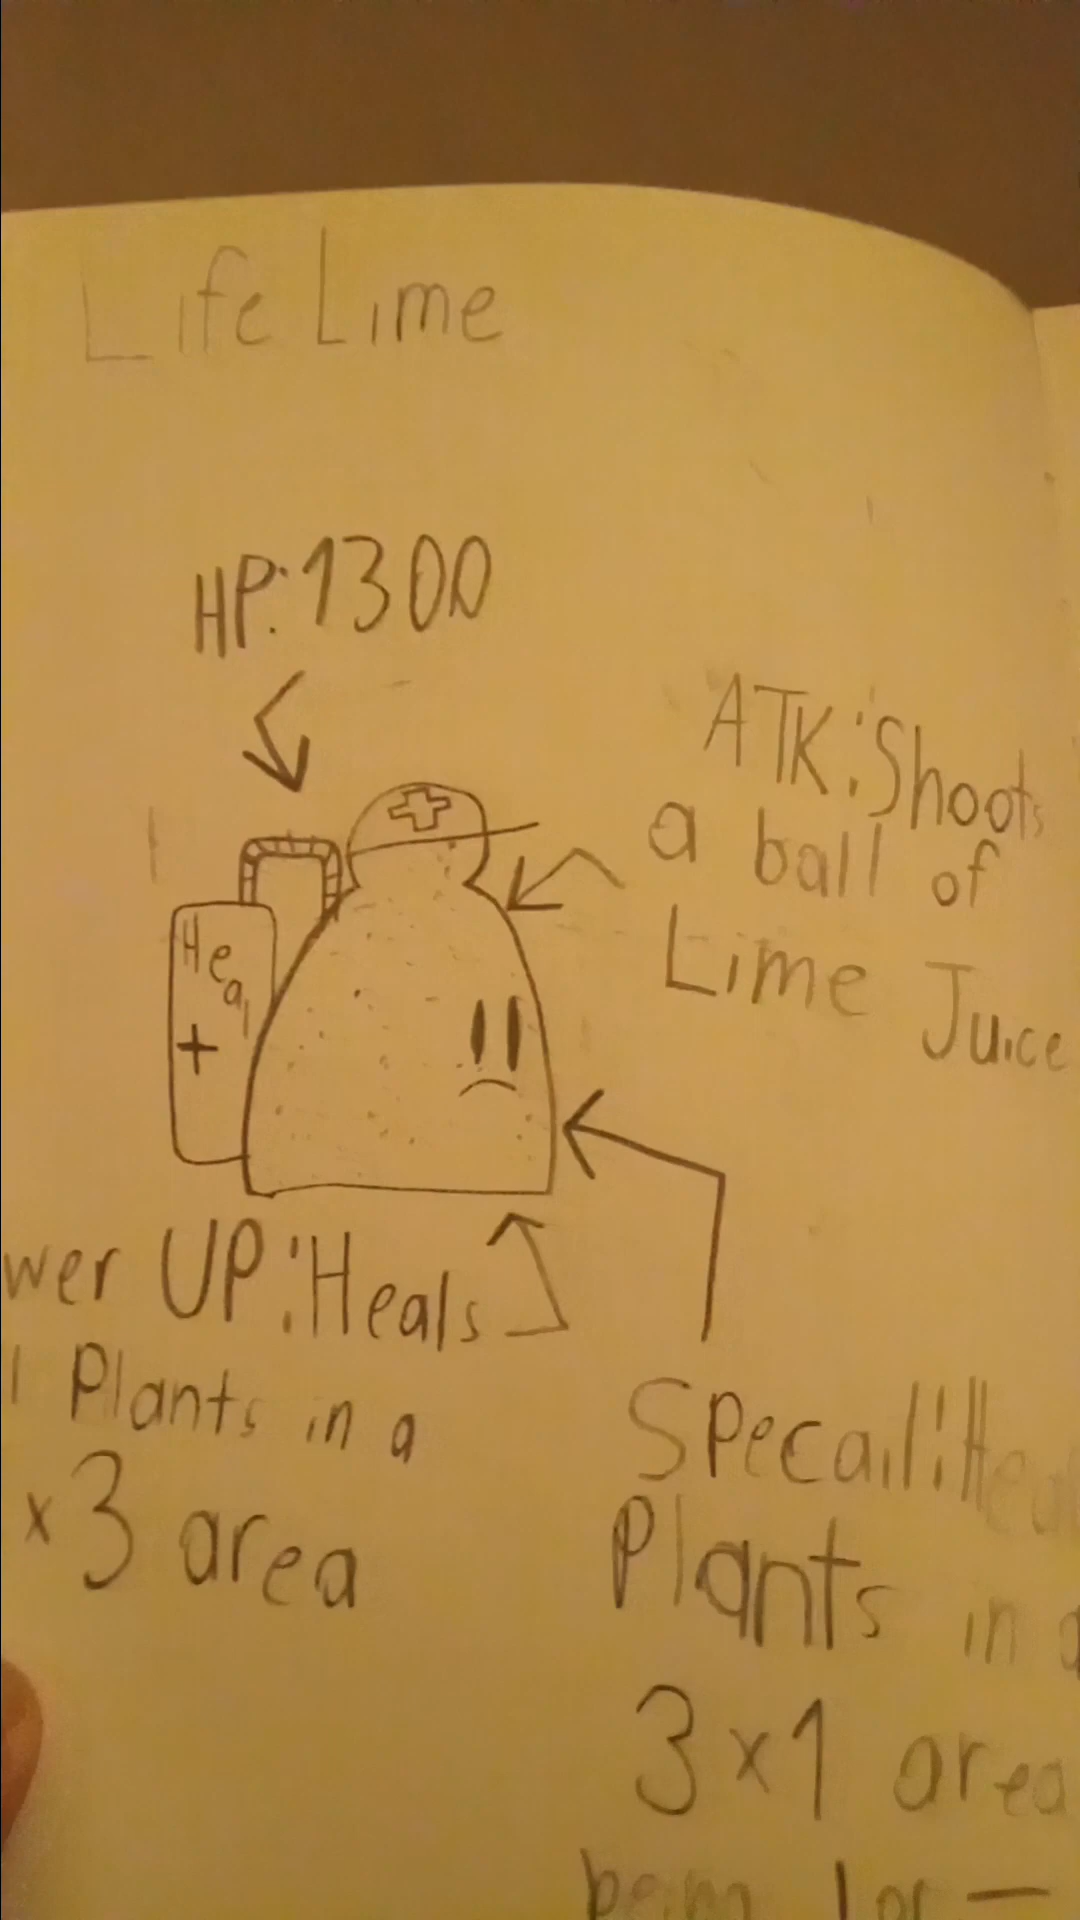 Life Lime
HP: 1300
ATK: Shoots
a ball of
Lime Juice
Heal
+
wer UP: Heals
l Plants in a
x3 area
Specail: Hea
Plants in a
3x1 area